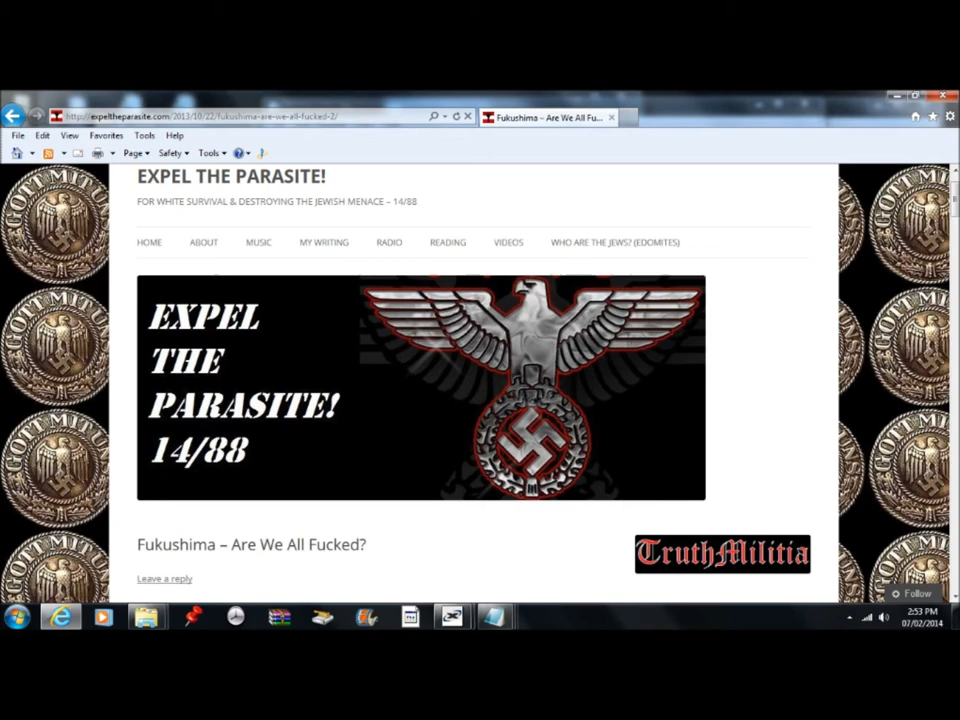 http://expeltheparasite.com/2013/10/22/fukushima-are-we-all-fucked-2/
Fukushima – Are We All Fu...
File Edit View Favorites Tools Help
Page Safety Tools
EXPEL THE PARASITE!
FOR WHITE SURVIVAL & DESTROYING THE JEWISH MENACE – 14/88
HOME ABOUT MUSIC MY WRITING RADIO READING VIDEOS WHO ARE THE JEWS? (EDOMITES)
GOTT MIT UNS
EXPEL
THE
PARASITE!
14/88
Fukushima – Are We All Fucked?
TruthMilitia
Leave a reply
Follow
2:53 PM
07/02/2014